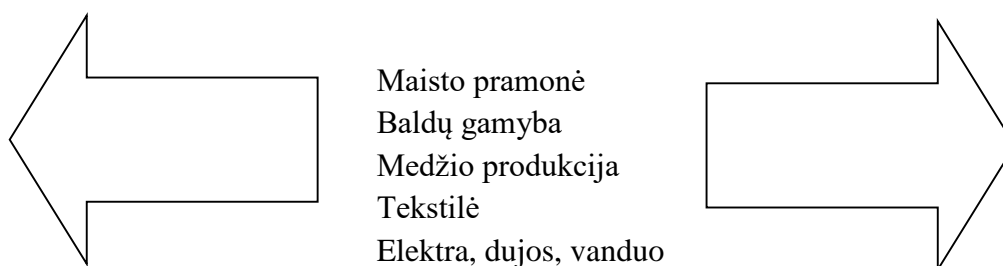 Maisto pramonė
Baldų gamyba
Medžio produkcija
Tekstilė
Elektra, dujos, vanduo